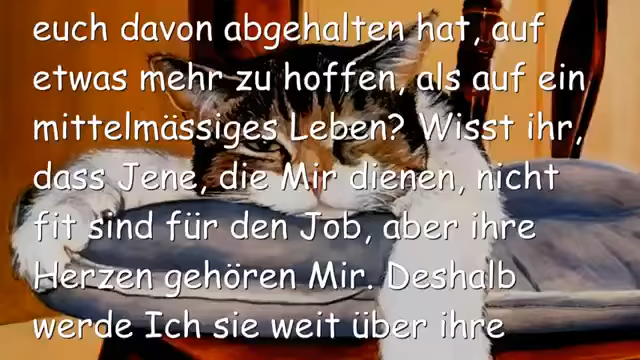 euch davon abgehalten hat, auf
etwas mehr zu hoffen, als auf ein
mittelmässiges Leben? Wisst ihr,
dass Jene, die Mir dienen, nicht
fit sind für den Job, aber ihre
Herzen gehören Mir. Deshalb
werde Ich sie weit über ihre